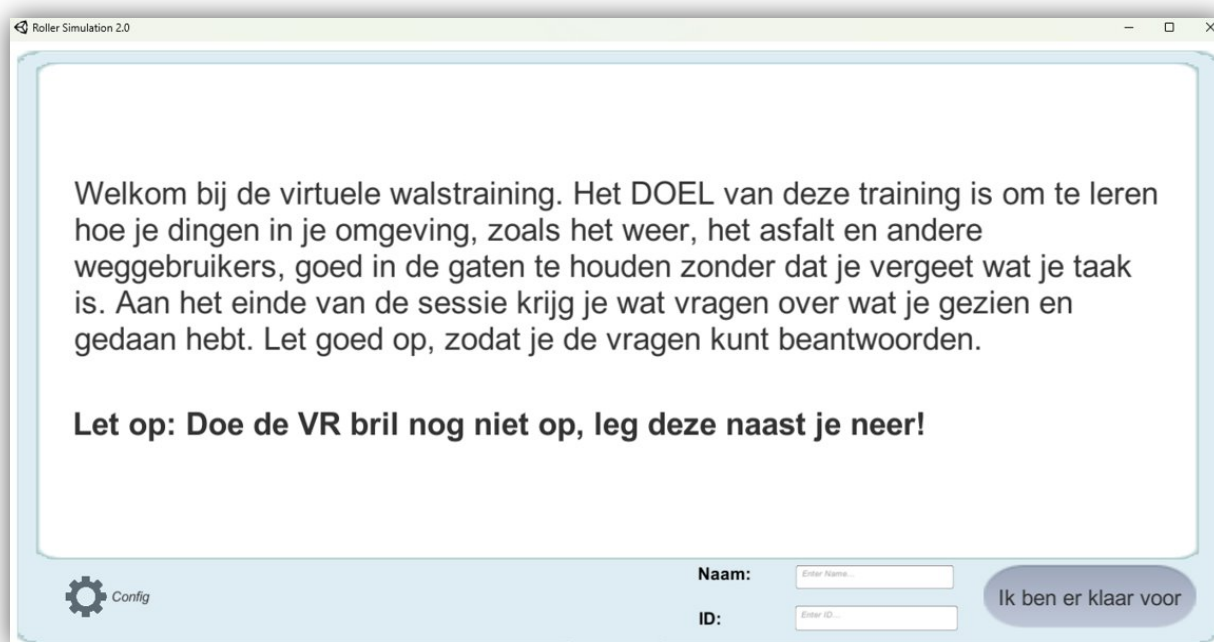 Roller Simulation 2.0
Welkom bij de virtuele walstraining. Het DOEL van deze training is om te leren
hoe je dingen in je omgeving, zoals het weer, het asfalt en andere
weggebruikers, goed in de gaten te houden zonder dat je vergeet wat je taak
is. Aan het einde van de sessie krijg je wat vragen over wat je gezien en
gedaan hebt. Let goed op, zodat je de vragen kunt beantwoorden.
Let op: Doe de VR bril nog niet op, leg deze naast je neer!
Config
Naam: Enter Name...
ID: Enter ID...
Ik ben er klaar voor